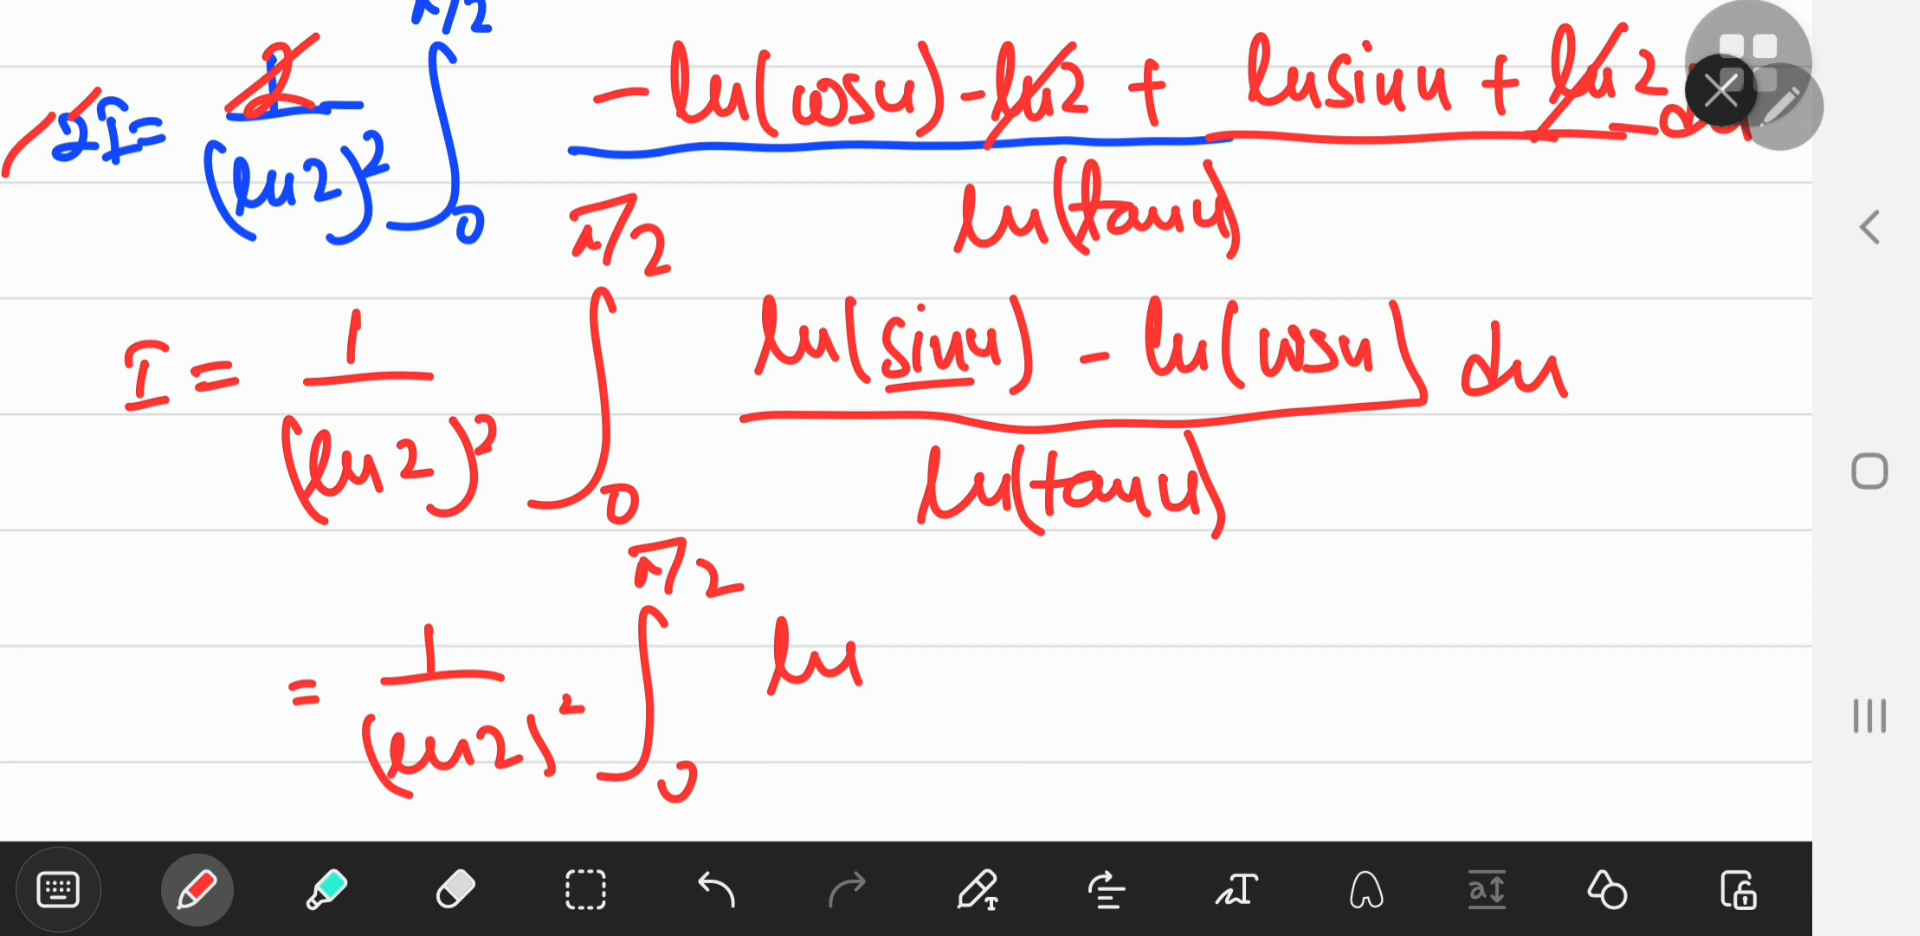 π/2
2I = 2/(ln2)² ∫₀ -ln(cosu) - ln2 + lnsinu + ln2 du / ln(tanu)
I = 1/(ln2)² ∫₀^π/2 ln(sinu) - ln(cosu) / ln(tanu) du
= 1/(ln2)² ∫₀^π/2 ln